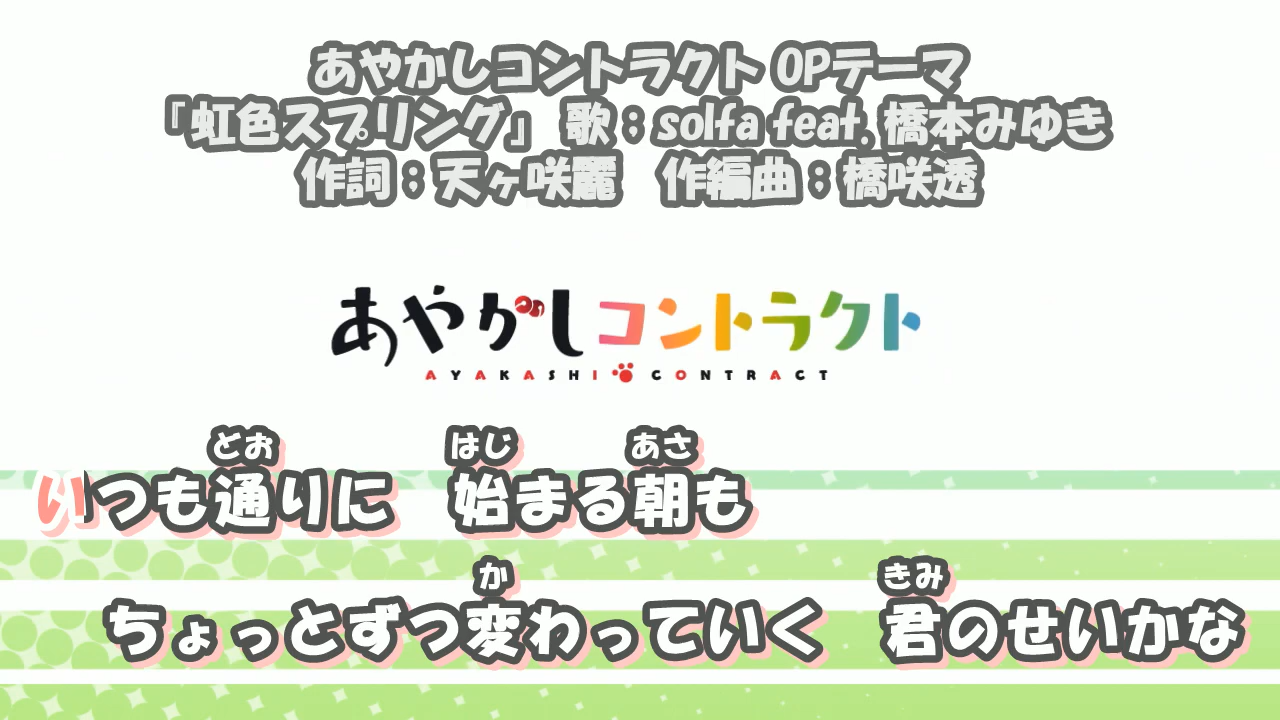 あやかしコントラクト OPテーマ
『虹色スプリング』 歌：solfa feat. 橋本みゆき
作詞：天ヶ咲麗　作編曲：橋咲透
あやかしコントラクト
AYAKASHI CONTRACT
とお はじ あさ
いつも通りに　始まる朝も
か きみ
ちょっとずつ変わっていく　君のせいかな